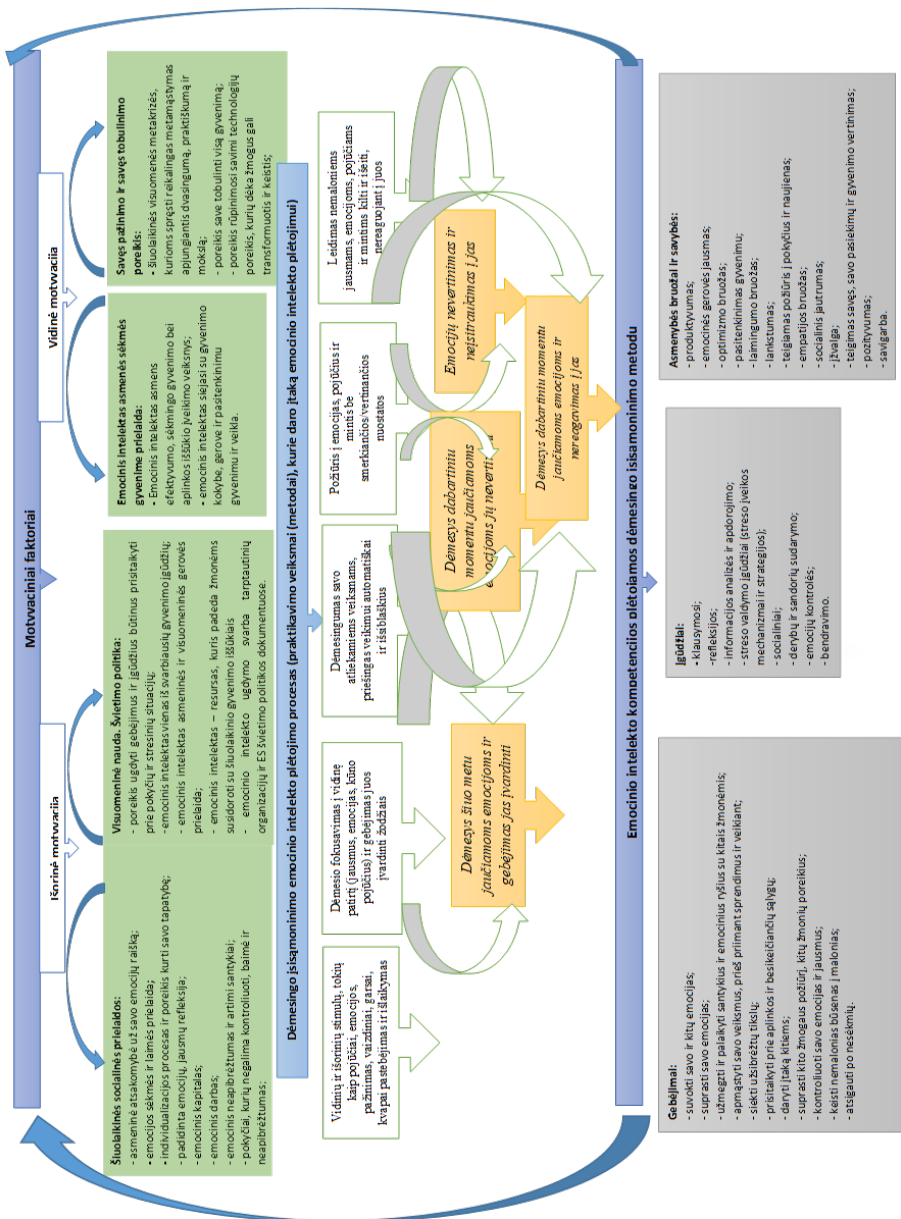 Motyvaciniai faktoriai
Išorinė motyvacija
Vidinė motyvacija
Šiuolaikinės socialinės prielaidos:
- asmeninė atsakomybė už savo emocijų raišką;
- emocijos sėkmės ir laimės prielaida;
- individualizacijos procesas ir poreikis kurti savo tapatybę;
- padidinta emocijų, jausmų refleksija;
- emocinis kapitalas;
- emocinis darbas;
- emocinis neapibrėžtumas ir artimi santykiai;
- pokyčiai, kurių negalima kontroliuoti, baimė ir
neapibrėžtumas;
Visuomeninė nauda. Švietimo politika:
- poreikis ugdyti gebėjimus ir įgūdžius būtinus prisitaikyti
prie pokyčių ir stresinių situacijų;
-emocinis intelektas vienas iš svarbiausių gyvenimo įgūdžių;
- emocinis intelektas asmeninės ir visuomeninės gerovės
prielaida;
- emocinis intelektas – resursas, kuris padeda žmonėms
susidoroti su šiuolaikinio gyvenimo iššūkiais
- emocinio intelekto ugdymo svarba tarptautinių
organizacijų ir ES švietimo politikos dokumentuose.
Emocinis intelektas asmenės sėkmės
gyvenime prielaida:
- Emocinis intelektas asmens
efektyvumo, sėkmingo gyvenimo bei
aplinkos iššūkio įveikimo veiksnys;
- emocinis intelektas siejasi su gyvenimo
kokybe, gerove ir pasitenkinimu
gyvenimu ir veikla.
Savęs pažinimo ir savęs tobulinimo
poreikis:
- šiuolaikinės visuomenės metakrizės,
kurioms spręsti reikalingas metamąstymas
apjungiantis dvasingumą, praktiškumą ir
mokslą;
- poreikis save tobulinti visą gyvenimą;
- poreikis rūpinimosi savimi technologijų
poreikis, kurių dėka žmogus gali
transformuotis ir keistis;
Dėmesingo įsisąmoninimo emocinio intelekto plėtojimo procesas (praktikavimo veiksmai (metodai), kurie daro įtaką emocinio intelekto plėtojimui)
Vidinių ir išorinių stimulų, tokių
kaip pojūčiai, emocijos,
pažinimas, vaizdiniai, garsai,
kvapai pastebėjimas ir išlaikymas
Dėmesio fokusavimas į vidinę
patirtį (jausmus, emocijas, kūno
pojūčius) ir gebėjimas juos
įvardinti žodžiais
Dėmesingumas savo
atliekamiems veiksmams,
priešingas veikimui automatiškai
ir išsiblaškius
Požiūris į emocijas, pojūčius ir
mintis be
smerkiančios/vertinančios
nuostatos
Leidimas nemaloniems
jausmams, emocijoms, pojūčiams
ir mintims kilti ir išeiti,
nereaguojant į juos
Dėmesys šiuo metu
jaučiamoms emocijoms ir
gebėjimas jas įvardinti
Dėmesys dabartiniu
momentu jaučiamoms
emocijoms jų neverti
Emocijų nevertinimas ir
neįsitraukimas į jas
Dėmesys dabartiniu momentu
jaučiamoms emocijoms ir
nereagavimas į jas
Emocinio intelekto kompetencijos plėtojamos dėmesingo įsisąmoninimo metodu
Gebėjimai:
- suvokti savo ir kitų emocijas;
- suprasti savo emocijas;
- užmegzti ir palaikyti santykius ir emocinius ryšius su kitais žmonėmis;
- apmąstyti savo veiksmus, prieš priimant sprendimus ir veikiant;
- siekti užsibrėžtų tikslų;
- prisitaikyti prie aplinkos ir besikeičiančių sąlygų;
- daryti įtaką kitiems;
- suprasti kito žmogaus požiūrį, kitų žmonių poreikius;
- kontroliuoti savo emocijas ir jausmus;
- keisti nemalonias būsenas į malonias;
- atsigauti po nesėkmių.
Įgūdžiai:
- klausymosi;
-refleksijos;
- informacijos analizės ir apdorojimo;
- streso valdymo įgūdžiai (streso įveikos
mechanizmai ir strategijos);
- socialiniai;
- derybų ir sandorių sudarymo;
- emocijų kontrolės;
- bendravimo.
Asmenybės bruožai ir savybės:
- produktyvumas;
- emocinės gerovės jausmas;
- optimizmo bruožas;
- pasitenkinimas gyvenimu;
- laimingumo bruožas;
- lankstumas;
- teigiamas požiūris į pokyčius ir naujienas;
- empatijos bruožas;
- socialinis jautrumas;
- įžvalga;
- teigimas savęs, savo pasiekimų ir gyvenimo vertinimas;
- pozityvumas;
- savigarba.